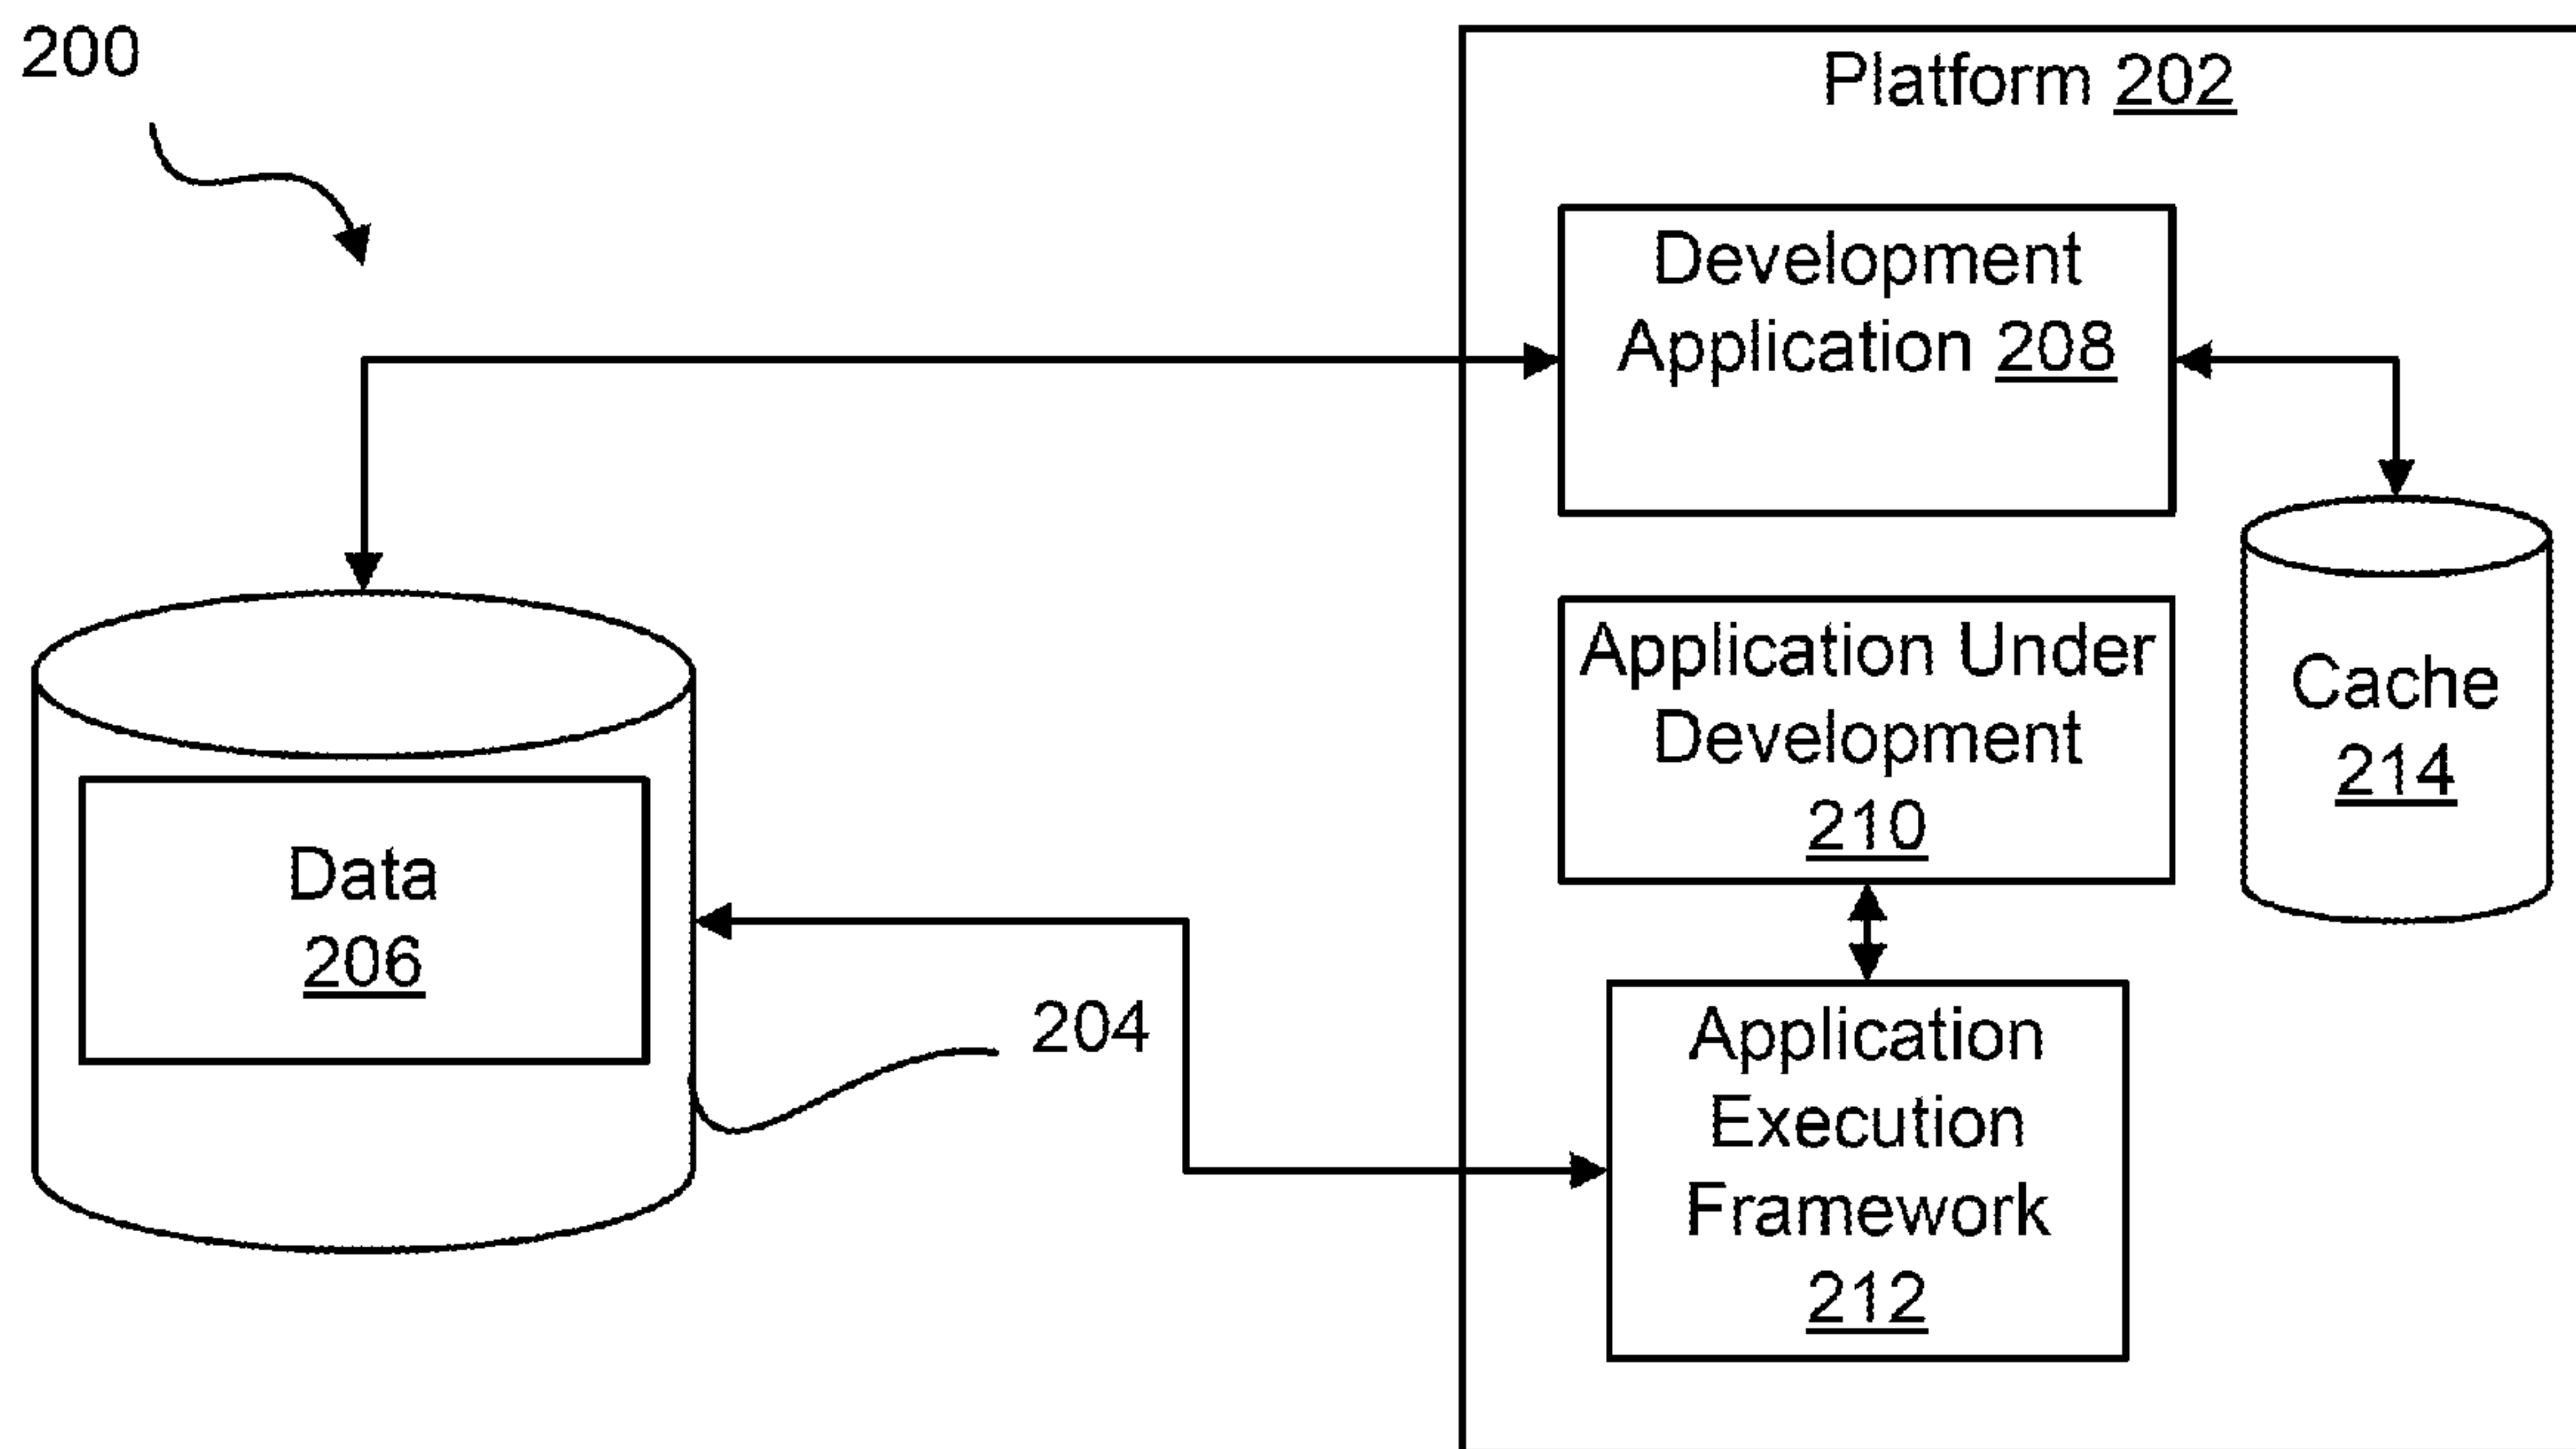 200
Platform 202
Development
Application 208
Application Under
Development
210
Cache
214
Data
206
204
Application
Execution
Framework
212